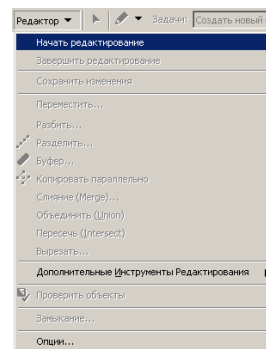 Редактор Задачи: Создать новый
Начать редактирование
Завершить редактирование
Сохранить изменения
Переместить...
Разбить...
Разделить...
Буфер...
Копировать параллельно
Слияние (Merge)...
Объединить (Union)
Пересечь (Intersect)
Вырезать...
Дополнительные Инструменты Редактирования
Проверить объекты
Замыкание...
Опции...